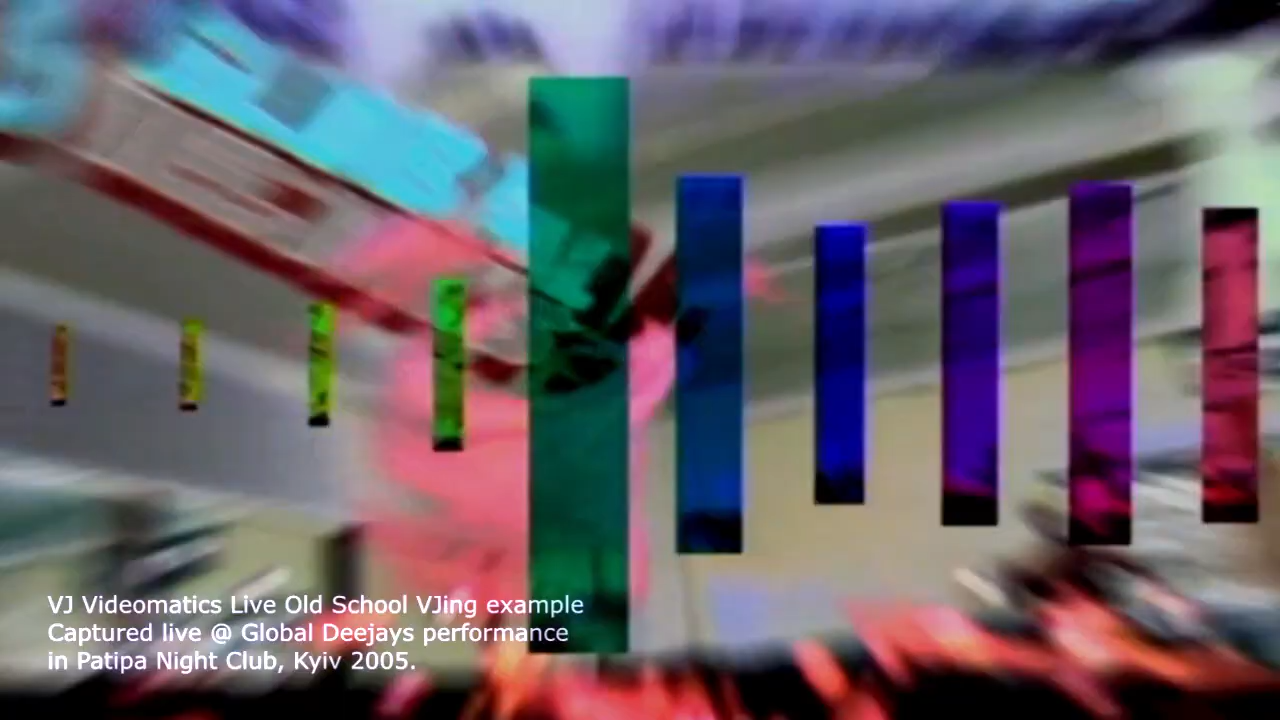 VJ Videomatics Live Old School VJing example
Captured live @ Global Deejays performance
in Patipa Night Club, Kyiv 2005.